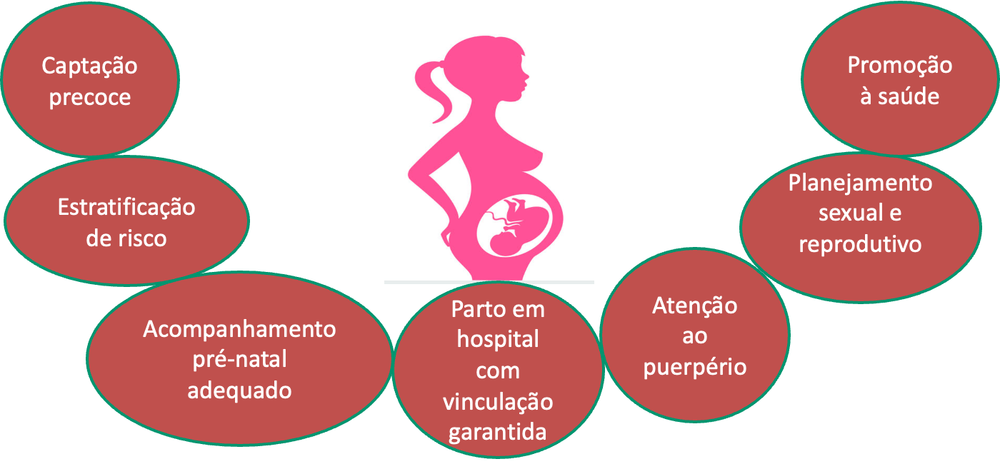 Captação
precoce
Estratificação
de risco
Acompanhamento
pré-natal
adequado
Parto em
hospital
com
vinculação
garantida
Atenção
ao
puerpério
Planejamento
sexual e
reprodutivo
Promoção
à saúde